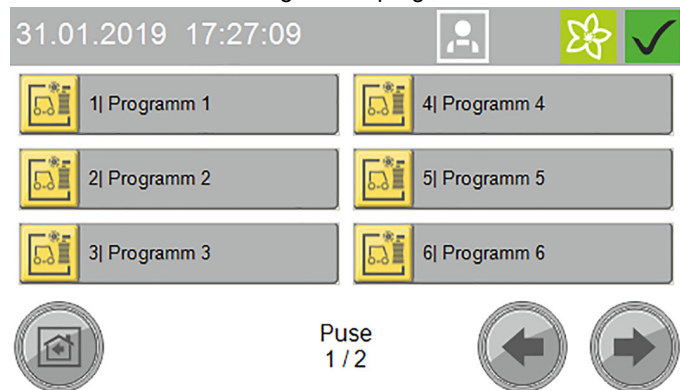 31.01.2019 17:27:09
1| Programm 1
4| Programm 4
2| Programm 2
5| Programm 5
3| Programm 3
6| Programm 6
Puse
1 / 2